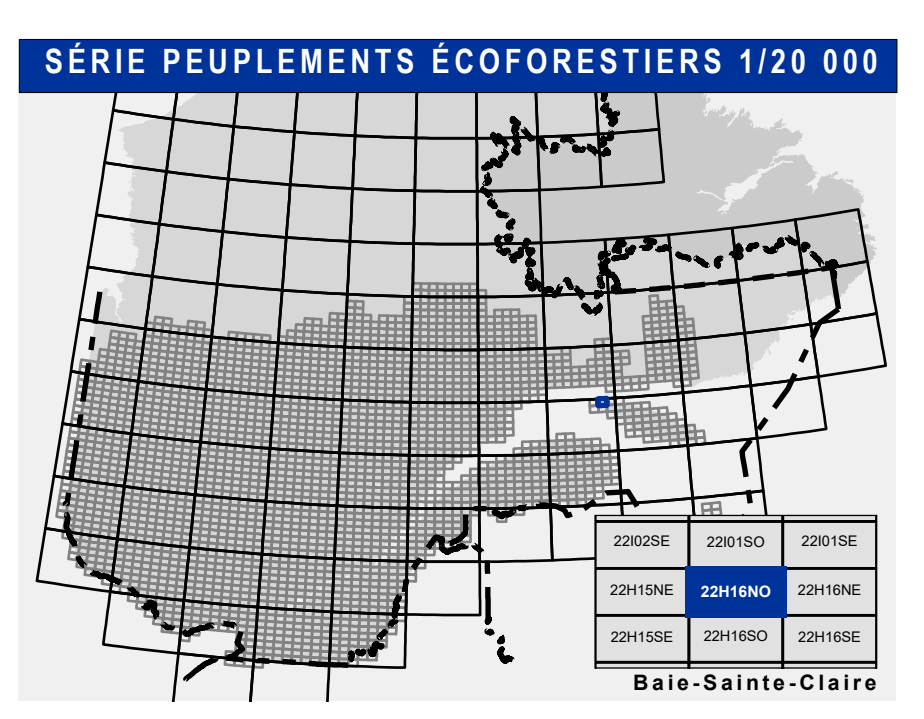 SÉRIE PEUPLEMENTS ÉCOFORESTIERS 1/20 000
22I02SE 22I01SO 22I01SE
22H15NE 22H16NO 22H16NE
22H15SE 22H16SO 22H16SE
Baie-Sainte-Claire